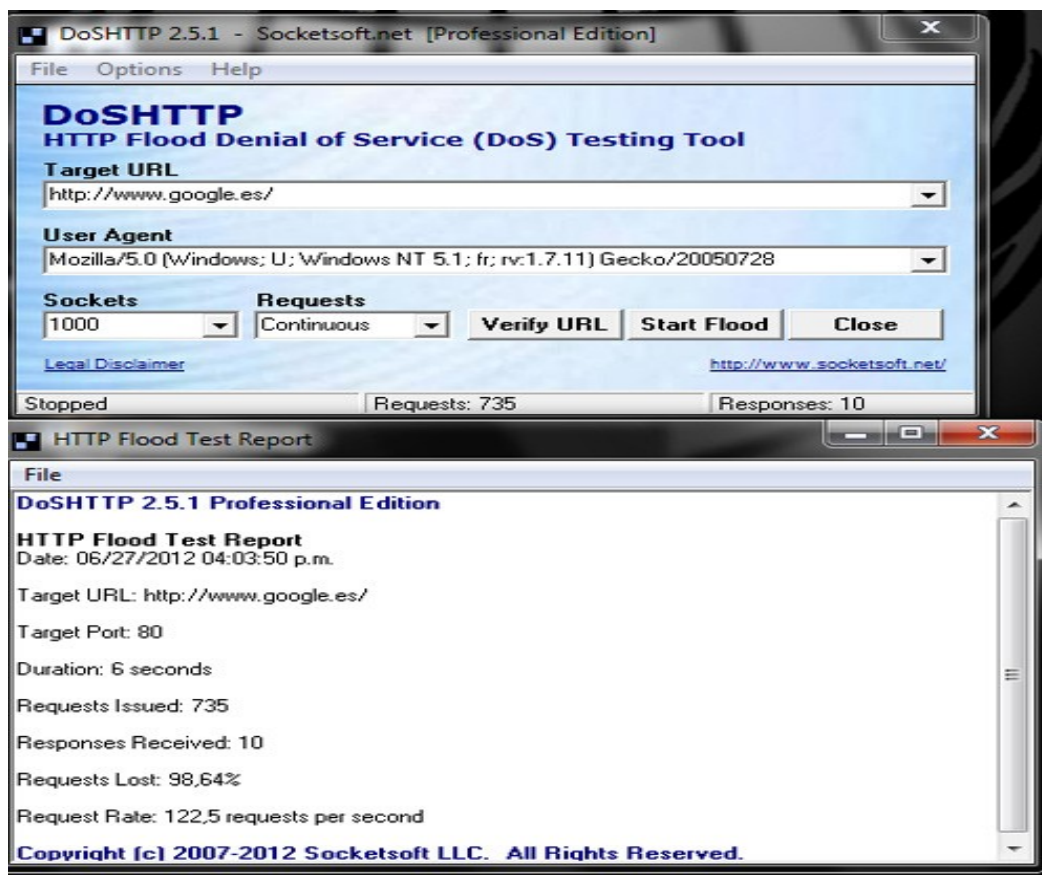 DoSHTTP 2.5.1 - Socketsoft.net [Professional Edition]
File Options Help
DoSHTTP
HTTP Flood Denial of Service (DoS) Testing Tool
Target URL
http://www.google.es/
User Agent
Mozilla/5.0 (Windows; U; Windows NT 5.1; fr; rv:1.7.11) Gecko/20050728
Sockets Requests
1000 Continuous Verify URL Start Flood Close
Legal Disclaimer http://www.socketsoft.net/
Stopped Requests: 735 Responses: 10
HTTP Flood Test Report
File
DoSHTTP 2.5.1 Professional Edition
HTTP Flood Test Report
Date: 06/27/2012 04:03:50 p.m.
Target URL: http://www.google.es/
Target Port: 80
Duration: 6 seconds
Requests Issued: 735
Responses Received: 10
Requests Lost: 98,64%
Request Rate: 122,5 requests per second
Copyright (c) 2007-2012 Socketsoft LLC. All Rights Reserved.